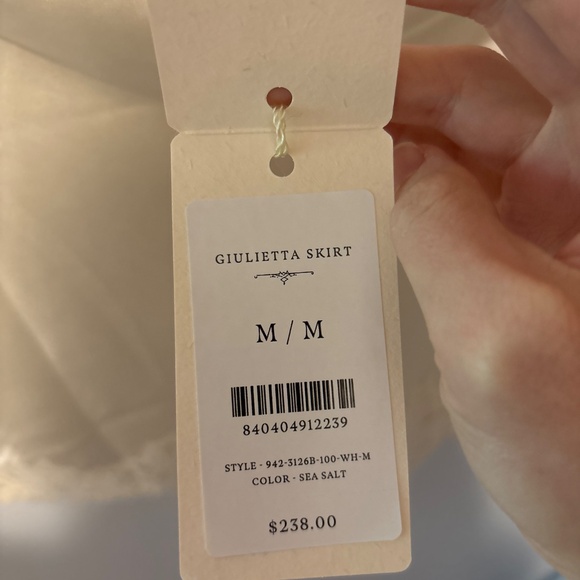 GIULIETTA SKIRT
M / M
840404912239
STYLE - 942-3126B-100-WH-M
COLOR - SEA SALT
$238.00